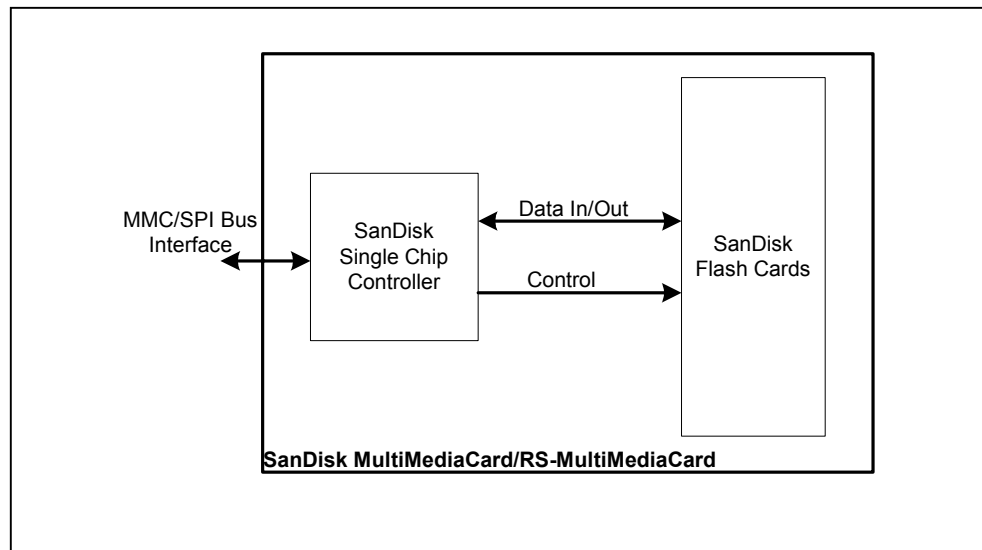 MMC/SPI Bus
Interface
SanDisk
Single Chip
Controller
Data In/Out
Control
SanDisk
Flash Cards
SanDisk MultiMediaCard/RS-MultiMediaCard